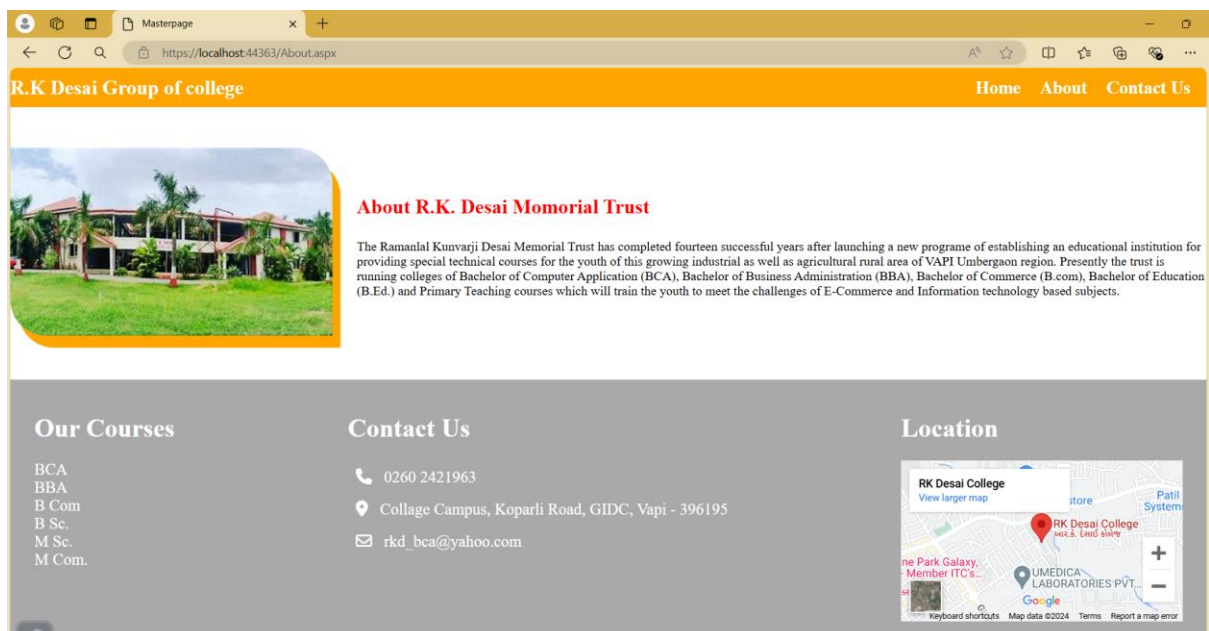 Masterpage
https://localhost:44363/About.aspx
R.K Desai Group of college
Home About Contact Us
About R.K. Desai Momorial Trust
The Ramanlal Kunvarji Desai Memorial Trust has completed fourteen successful years after launching a new programe of establishing an educational institution for
providing special technical courses for the youth of this growing industrial as well as agricultural rural area of VAPI Umbergaon region. Presently the trust is
running colleges of Bachelor of Computer Application (BCA), Bachelor of Business Administration (BBA), Bachelor of Commerce (B.com), Bachelor of Education
(B.Ed.) and Primary Teaching courses which will train the youth to meet the challenges of E-Commerce and Information technology based subjects.
Our Courses
BCA
BBA
B Com
B Sc.
M Sc.
M Com.
Contact Us
0260 2421963
Collage Campus, Koparli Road, GIDC, Vapi - 396195
rkd_bca@yahoo.com
Location
RK Desai College
View larger map
store
Patil
System
RK Desai College
આર.કે. દેસાઈ કોલેજ
ne Park Galaxy,
- Member ITC's...
UMEDICA
LABORATORIES PVT...
Google
Keyboard shortcuts Map data ©2024 Terms Report a map error